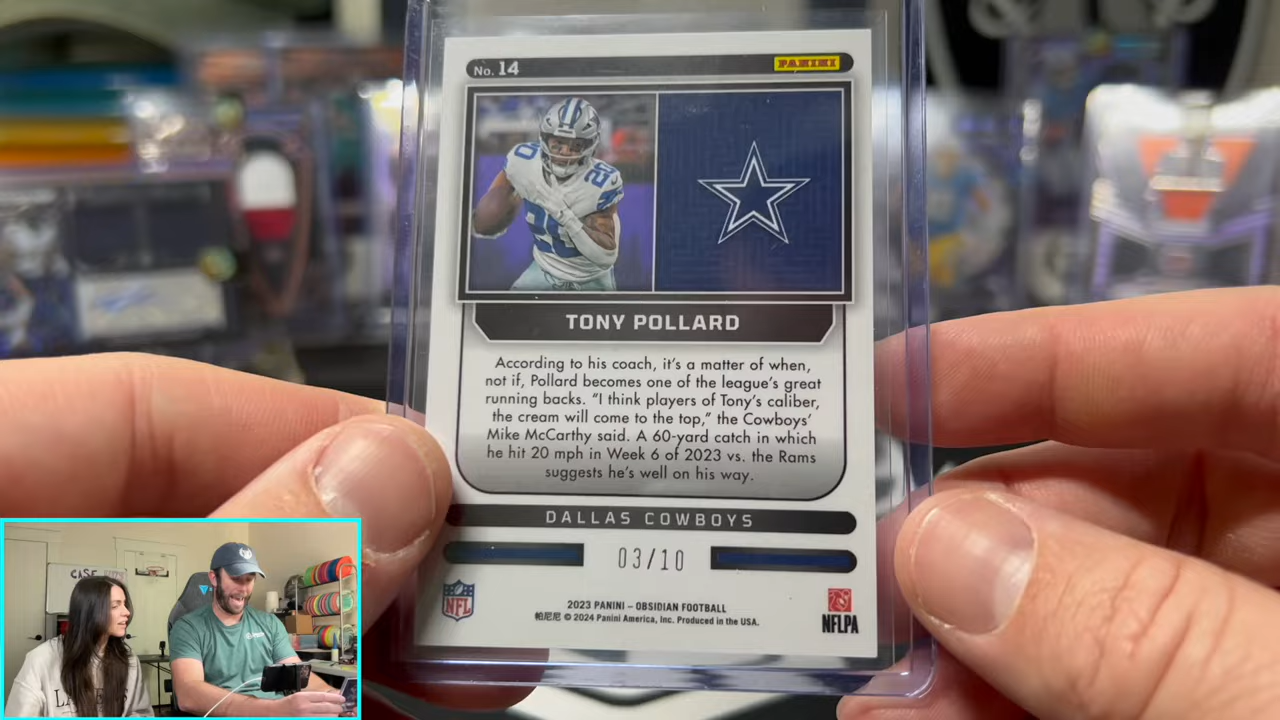 No. 14
PANINI
20
20
20
TONY POLLARD
According to his coach, it's a matter of when,
not if, Pollard becomes one of the league's great
running backs. "I think players of Tony's caliber,
the cream will come to the top," the Cowboys'
Mike McCarthy said. A 60-yard catch in which
he hit 20 mph in Week 6 of 2023 vs. the Rams
suggests he's well on his way.
DALLAS COWBOYS
03/10
NFL
2023 PANINI – OBSIDIAN FOOTBALL
帕尼尼 © 2024 Panini America, Inc. Produced in the USA.
NFLPA